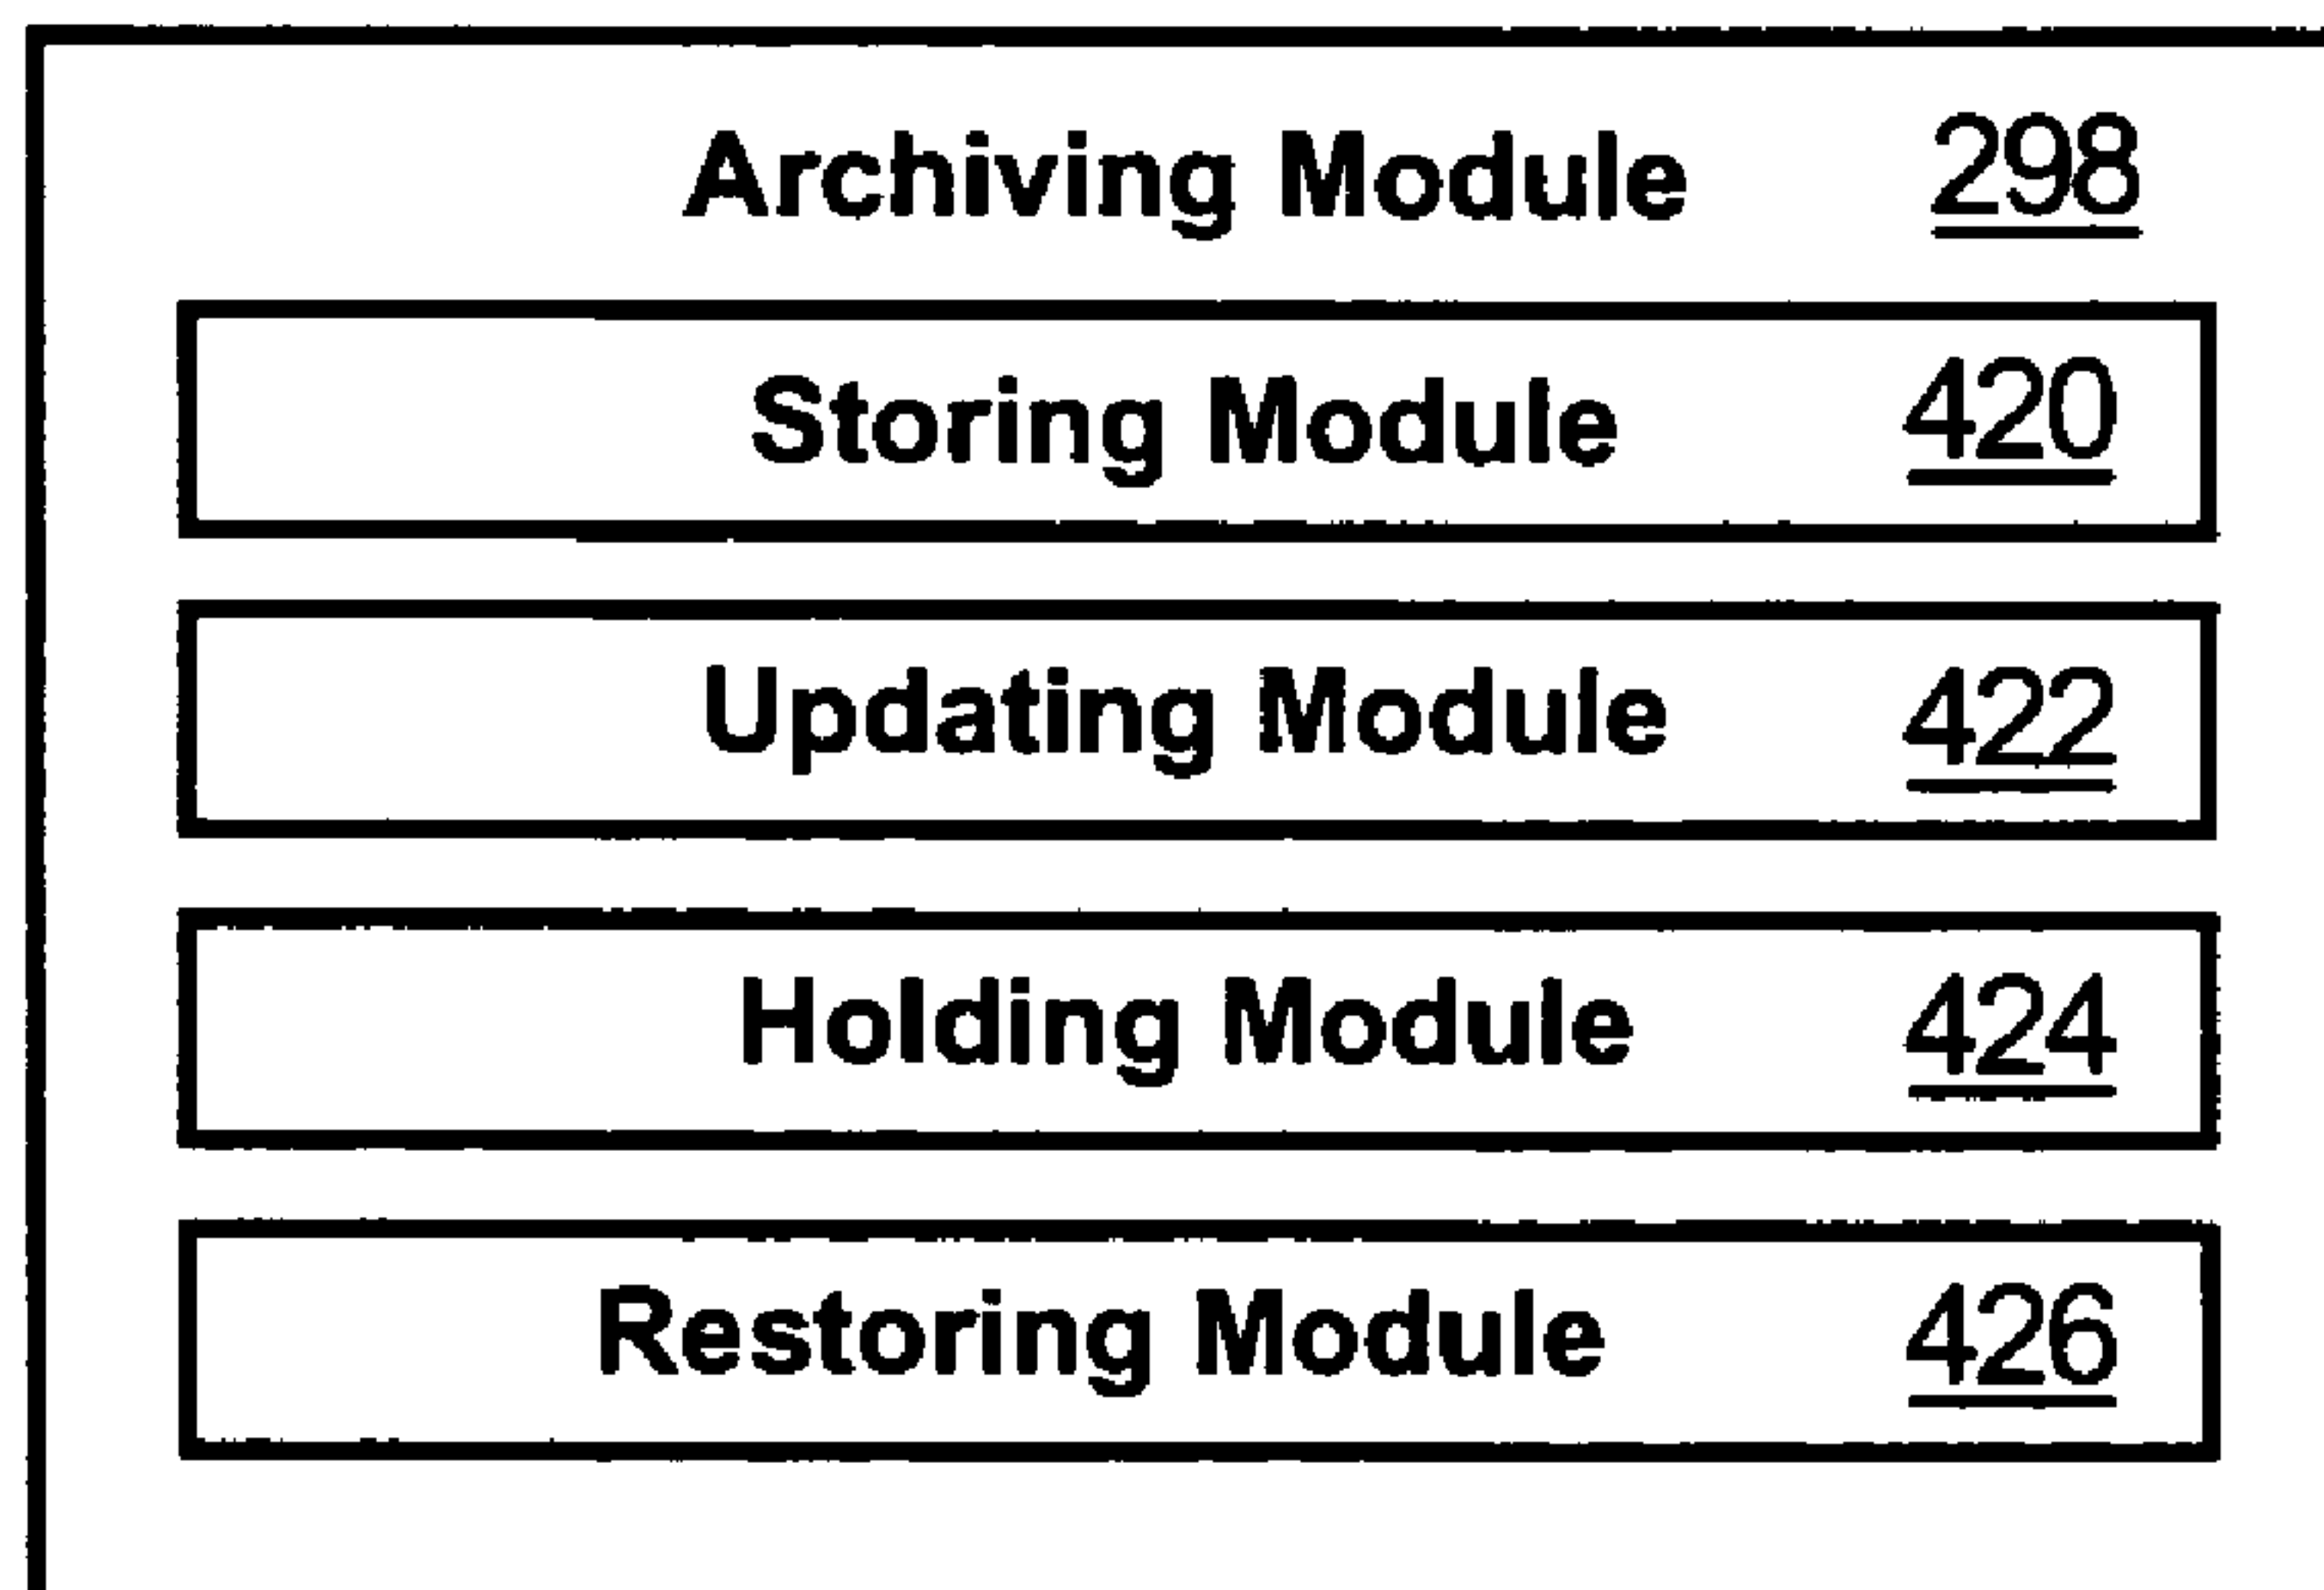 Archiving Module 298
Storing Module 420
Updating Module 422
Holding Module 424
Restoring Module 426